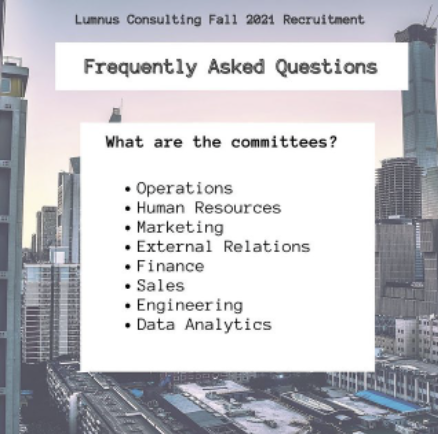 Lumnus Consulting Fall 2021 Recruitment
Frequently Asked Questions
What are the committees?
• Operations
• Human Resources
• Marketing
• External Relations
• Finance
• Sales
• Engineering
• Data Analytics